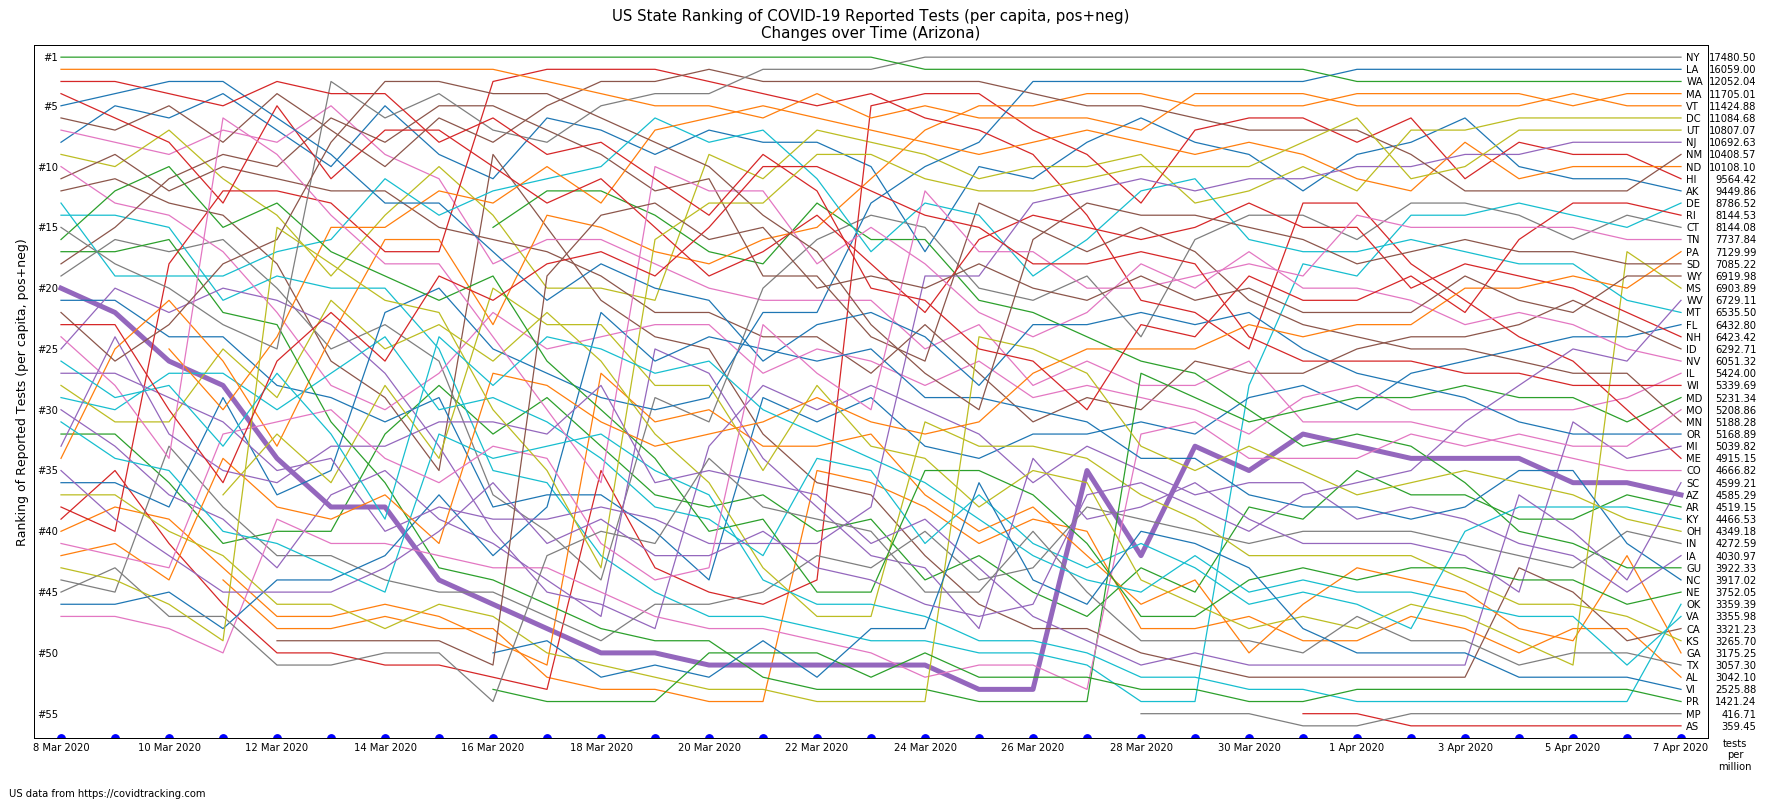 US State Ranking of COVID-19 Reported Tests (per capita, pos+neg)
Changes over Time (Arizona)
Ranking of Reported Tests (per capita, pos+neg)
#1
#5
#10
#15
#20
#25
#30
#35
#40
#45
#50
#55
NY 17480.50
LA 16059.00
WA 12052.04
MA 11705.01
VT 11424.88
DC 11084.68
UT 10807.07
NJ 10692.63
NM 10408.57
ND 10108.10
HI 9564.42
AK 9449.86
DE 8786.52
RI 8144.53
CT 8144.08
TN 7737.84
PA 7129.99
SD 7085.22
WY 6919.98
MS 6903.89
WV 6729.11
MT 6535.50
FL 6432.80
NH 6423.42
ID 6292.71
NV 6051.32
IL 5424.00
WI 5339.69
MD 5231.34
MO 5208.86
MN 5188.28
OR 5168.89
MI 5039.82
ME 4915.15
CO 4666.82
SC 4599.21
AZ 4585.29
AR 4519.15
KY 4466.53
OH 4349.18
IN 4272.59
IA 4030.97
GU 3922.33
NC 3917.02
NE 3752.05
OK 3359.39
VA 3355.98
CA 3321.23
KS 3265.70
GA 3175.25
TX 3057.30
AL 3042.10
VI 2525.88
PR 1421.24
MP 416.71
AS 359.45
8 Mar 2020 10 Mar 2020 12 Mar 2020 14 Mar 2020 16 Mar 2020 18 Mar 2020 20 Mar 2020 22 Mar 2020 24 Mar 2020 26 Mar 2020 28 Mar 2020 30 Mar 2020 1 Apr 2020 3 Apr 2020 5 Apr 2020 7 Apr 2020
tests
per
million
US data from https://covidtracking.com